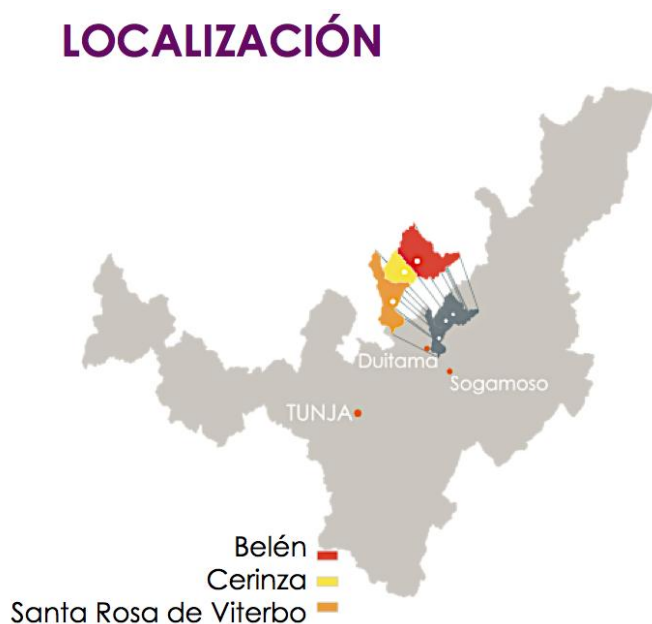 LOCALIZACIÓN
Duitama
Sogamoso
TUNJA
Belén
Cerinza
Santa Rosa de Viterbo